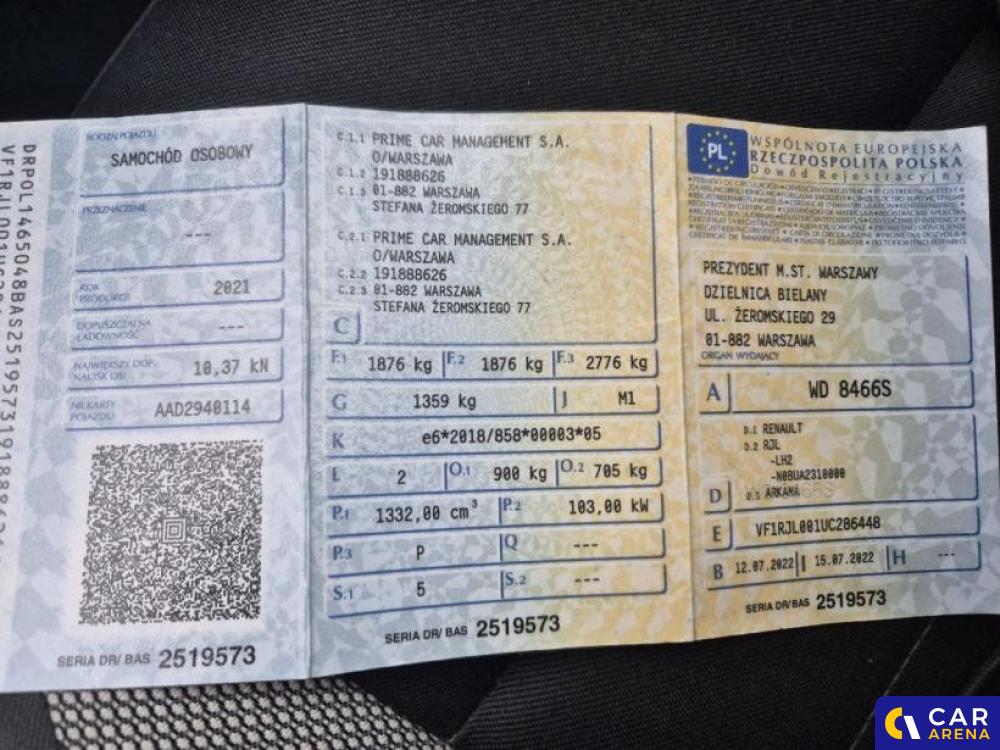 DRPOL1465048BAS2519573191888626
VF1RJL001UC286448
RODZAJ POJAZDU
SAMOCHÓD OSOBOWY
PRZEZNACZENIE
---
ROK PRODUKCJI
2021
DOPUSZCZALNA ŁADOWNOŚĆ
---
NAJWIĘKSZY DOP. NACISK OSI
10,37 kN
NR KARTY POJAZDU
AAD2940114
SERIA DR/ BAS 2519573
C.1.1 PRIME CAR MANAGEMENT S.A.
O/WARSZAWA
C.1.2 191888626
C.1.3 01-882 WARSZAWA
STEFANA ŻEROMSKIEGO 77
C.2.1 PRIME CAR MANAGEMENT S.A.
O/WARSZAWA
C.2.2 191888626
C.2.3 01-882 WARSZAWA
STEFANA ŻEROMSKIEGO 77
C
F.1 1876 kg F.2 1876 kg F.3 2776 kg
G 1359 kg J M1
K e6*2018/858*00003*05
L 2 O.1 900 kg O.2 705 kg
P.1 1332,00 cm³ P.2 103,00 kW
P.3 P Q ---
S.1 5 S.2 ---
SERIA DR/ BAS 2519573
PL
WSPÓLNOTA EUROPEJSKA
RZECZPOSPOLITA POLSKA
Dowód Rejestracyjny
PREZYDENT M.ST. WARSZAWY
DZIELNICA BIELANY
UL. ŻEROMSKIEGO 29
01-882 WARSZAWA
ORGAN WYDAJĄCY
A WD 8466S
D.1 RENAULT
D.2 RJL
-LH2
-N0BUA2310000
D D.3 ARKANA
E VF1RJL001UC286448
B 12.07.2022 I 15.07.2022 H ---
SERIA DR/ BAS 2519573
CAR
ARENA